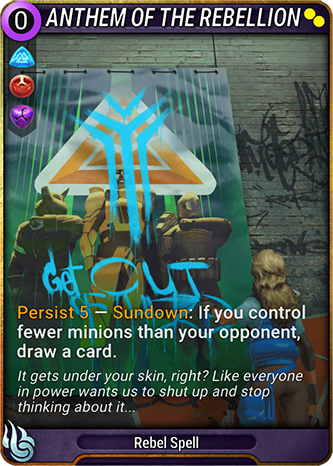 0 ANTHEM OF THE REBELLION
Get OUT
Persist 5 — Sundown: If you control
fewer minions than your opponent,
draw a card.
It gets under your skin, right? Like everyone
in power wants us to shut up and stop
thinking about it...
Rebel Spell